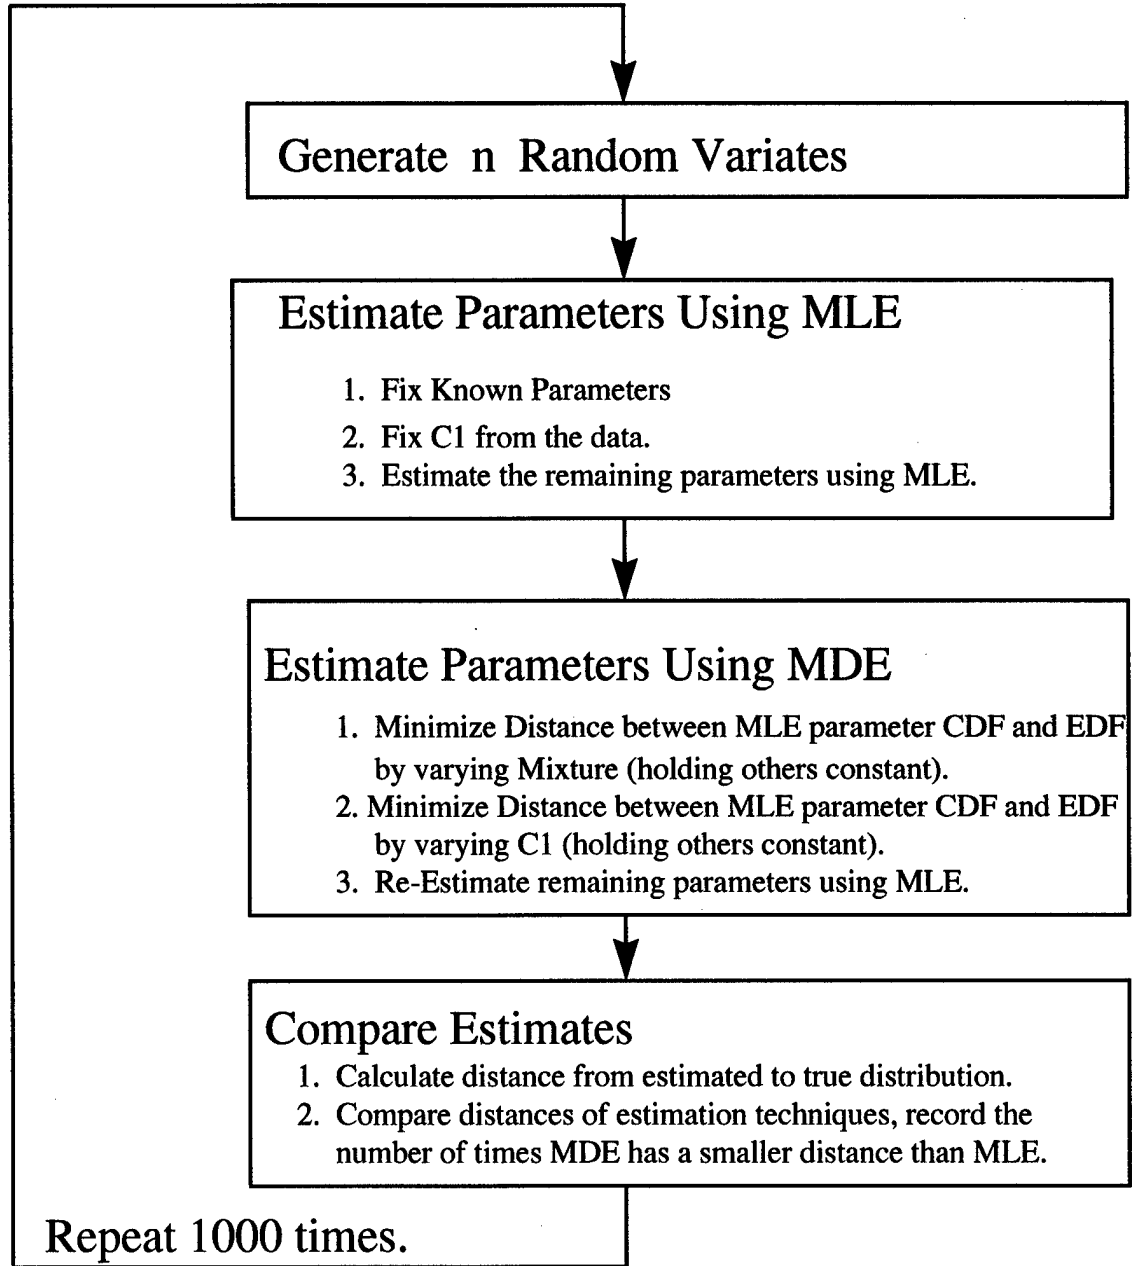 Generate n Random Variates
Estimate Parameters Using MLE
1. Fix Known Parameters
2. Fix C1 from the data.
3. Estimate the remaining parameters using MLE.
Estimate Parameters Using MDE
1. Minimize Distance between MLE parameter CDF and EDF
by varying Mixture (holding others constant).
2. Minimize Distance between MLE parameter CDF and EDF
by varying C1 (holding others constant).
3. Re-Estimate remaining parameters using MLE.
Compare Estimates
1. Calculate distance from estimated to true distribution.
2. Compare distances of estimation techniques, record the
number of times MDE has a smaller distance than MLE.
Repeat 1000 times.